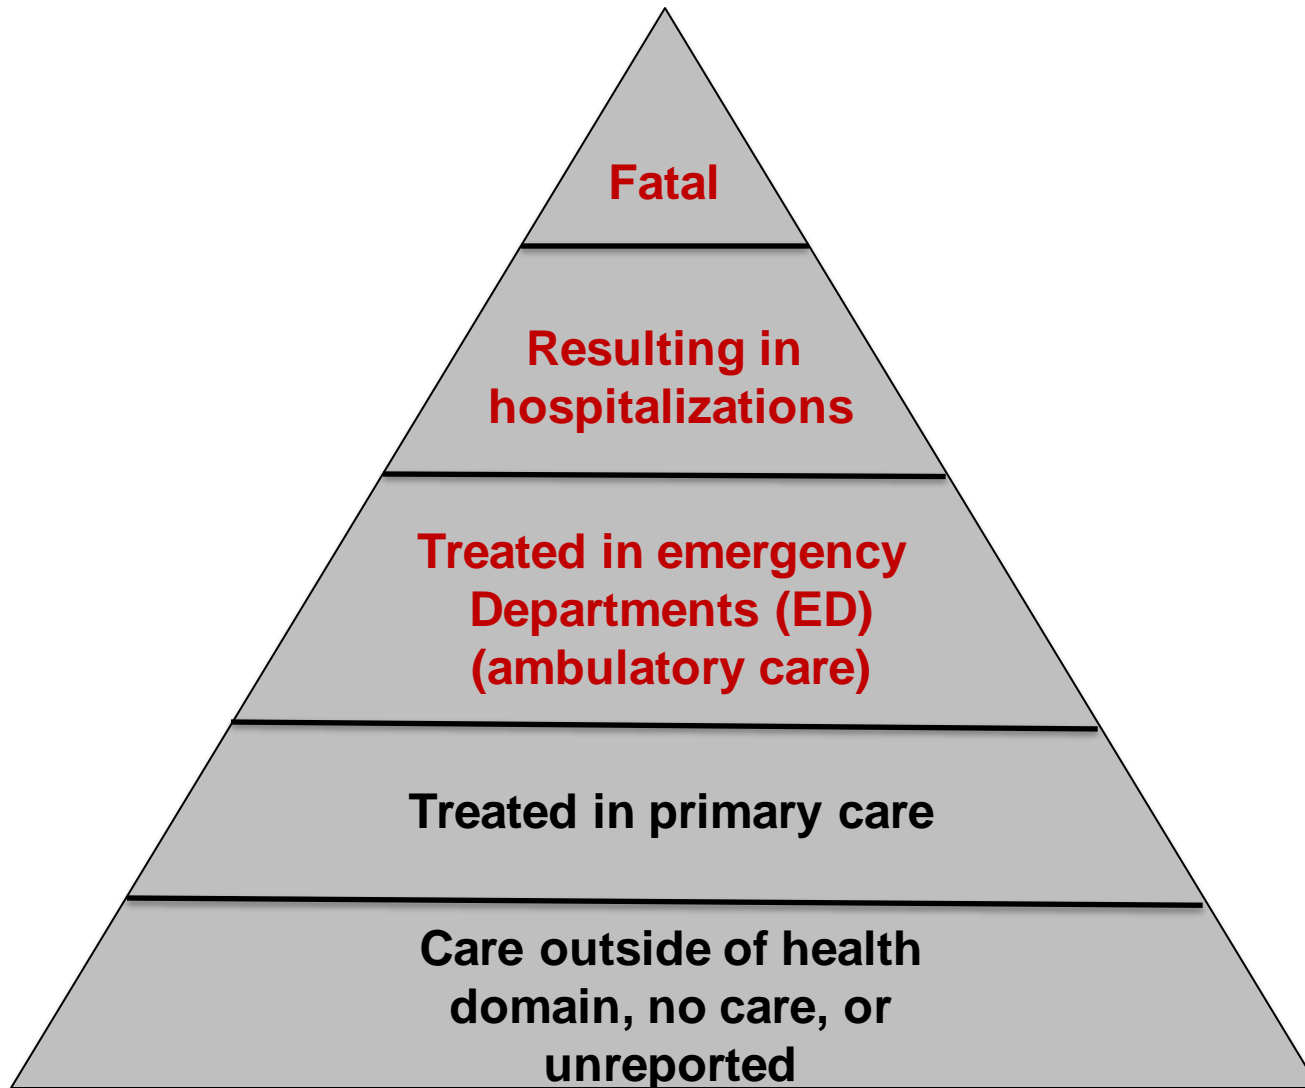 Fatal
Resulting in
hospitalizations
Treated in emergency
Departments (ED)
(ambulatory care)
Treated in primary care
Care outside of health
domain, no care, or
unreported